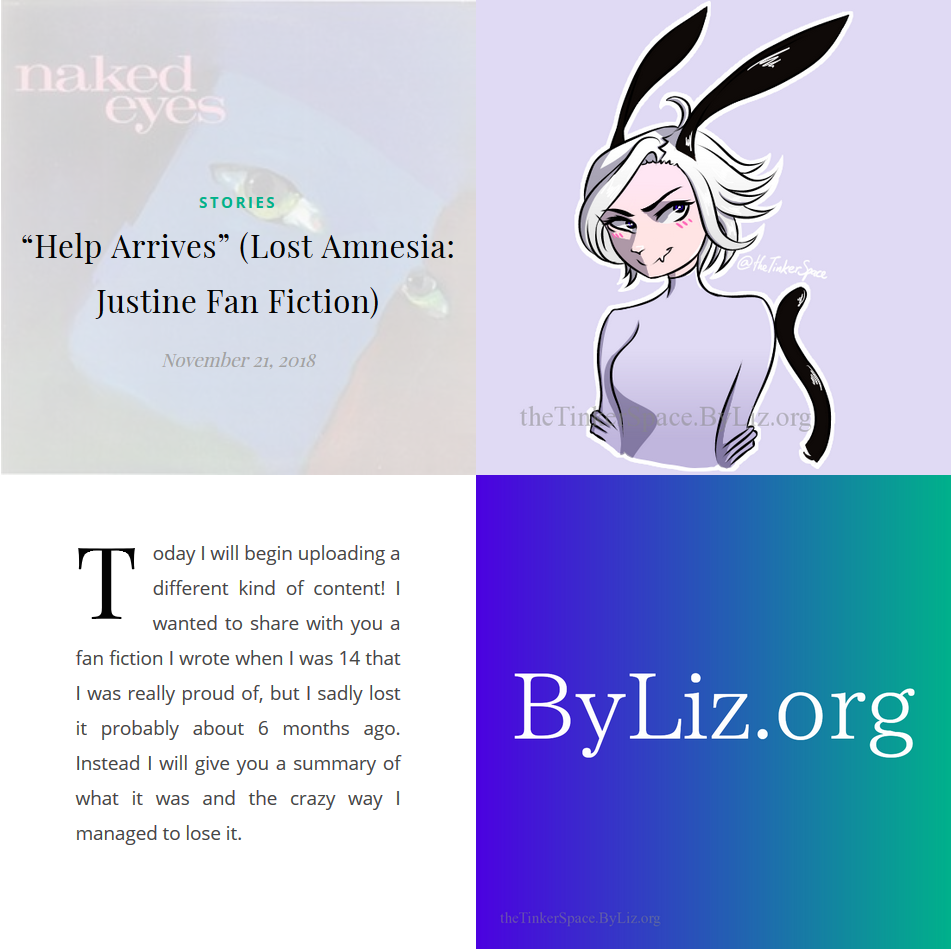 naked
eyes
STORIES
“Help Arrives” (Lost Amnesia:
Justine Fan Fiction)
November 21, 2018
@theTinkerSpace
theTinkerSpace.ByLiz.org
Today I will begin uploading a
different kind of content! I
wanted to share with you a
fan fiction I wrote when I was 14 that
I was really proud of, but I sadly lost
it probably about 6 months ago.
Instead I will give you a summary of
what it was and the crazy way I
managed to lose it.
ByLiz.org
theTinkerSpace.ByLiz.org